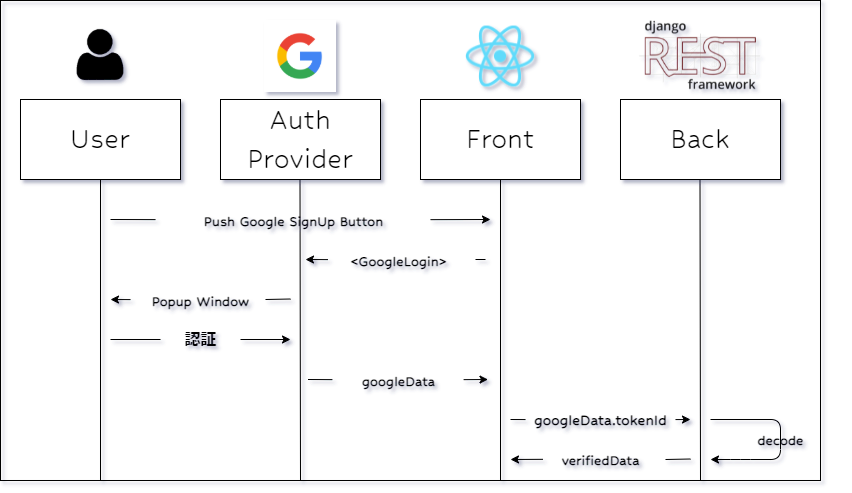 django
REST
framework
User
Auth
Provider
Front
Back
Push Google SignUp Button
<GoogleLogin>
Popup Window
認証
googleData
googleData.tokenId
decode
verifiedData